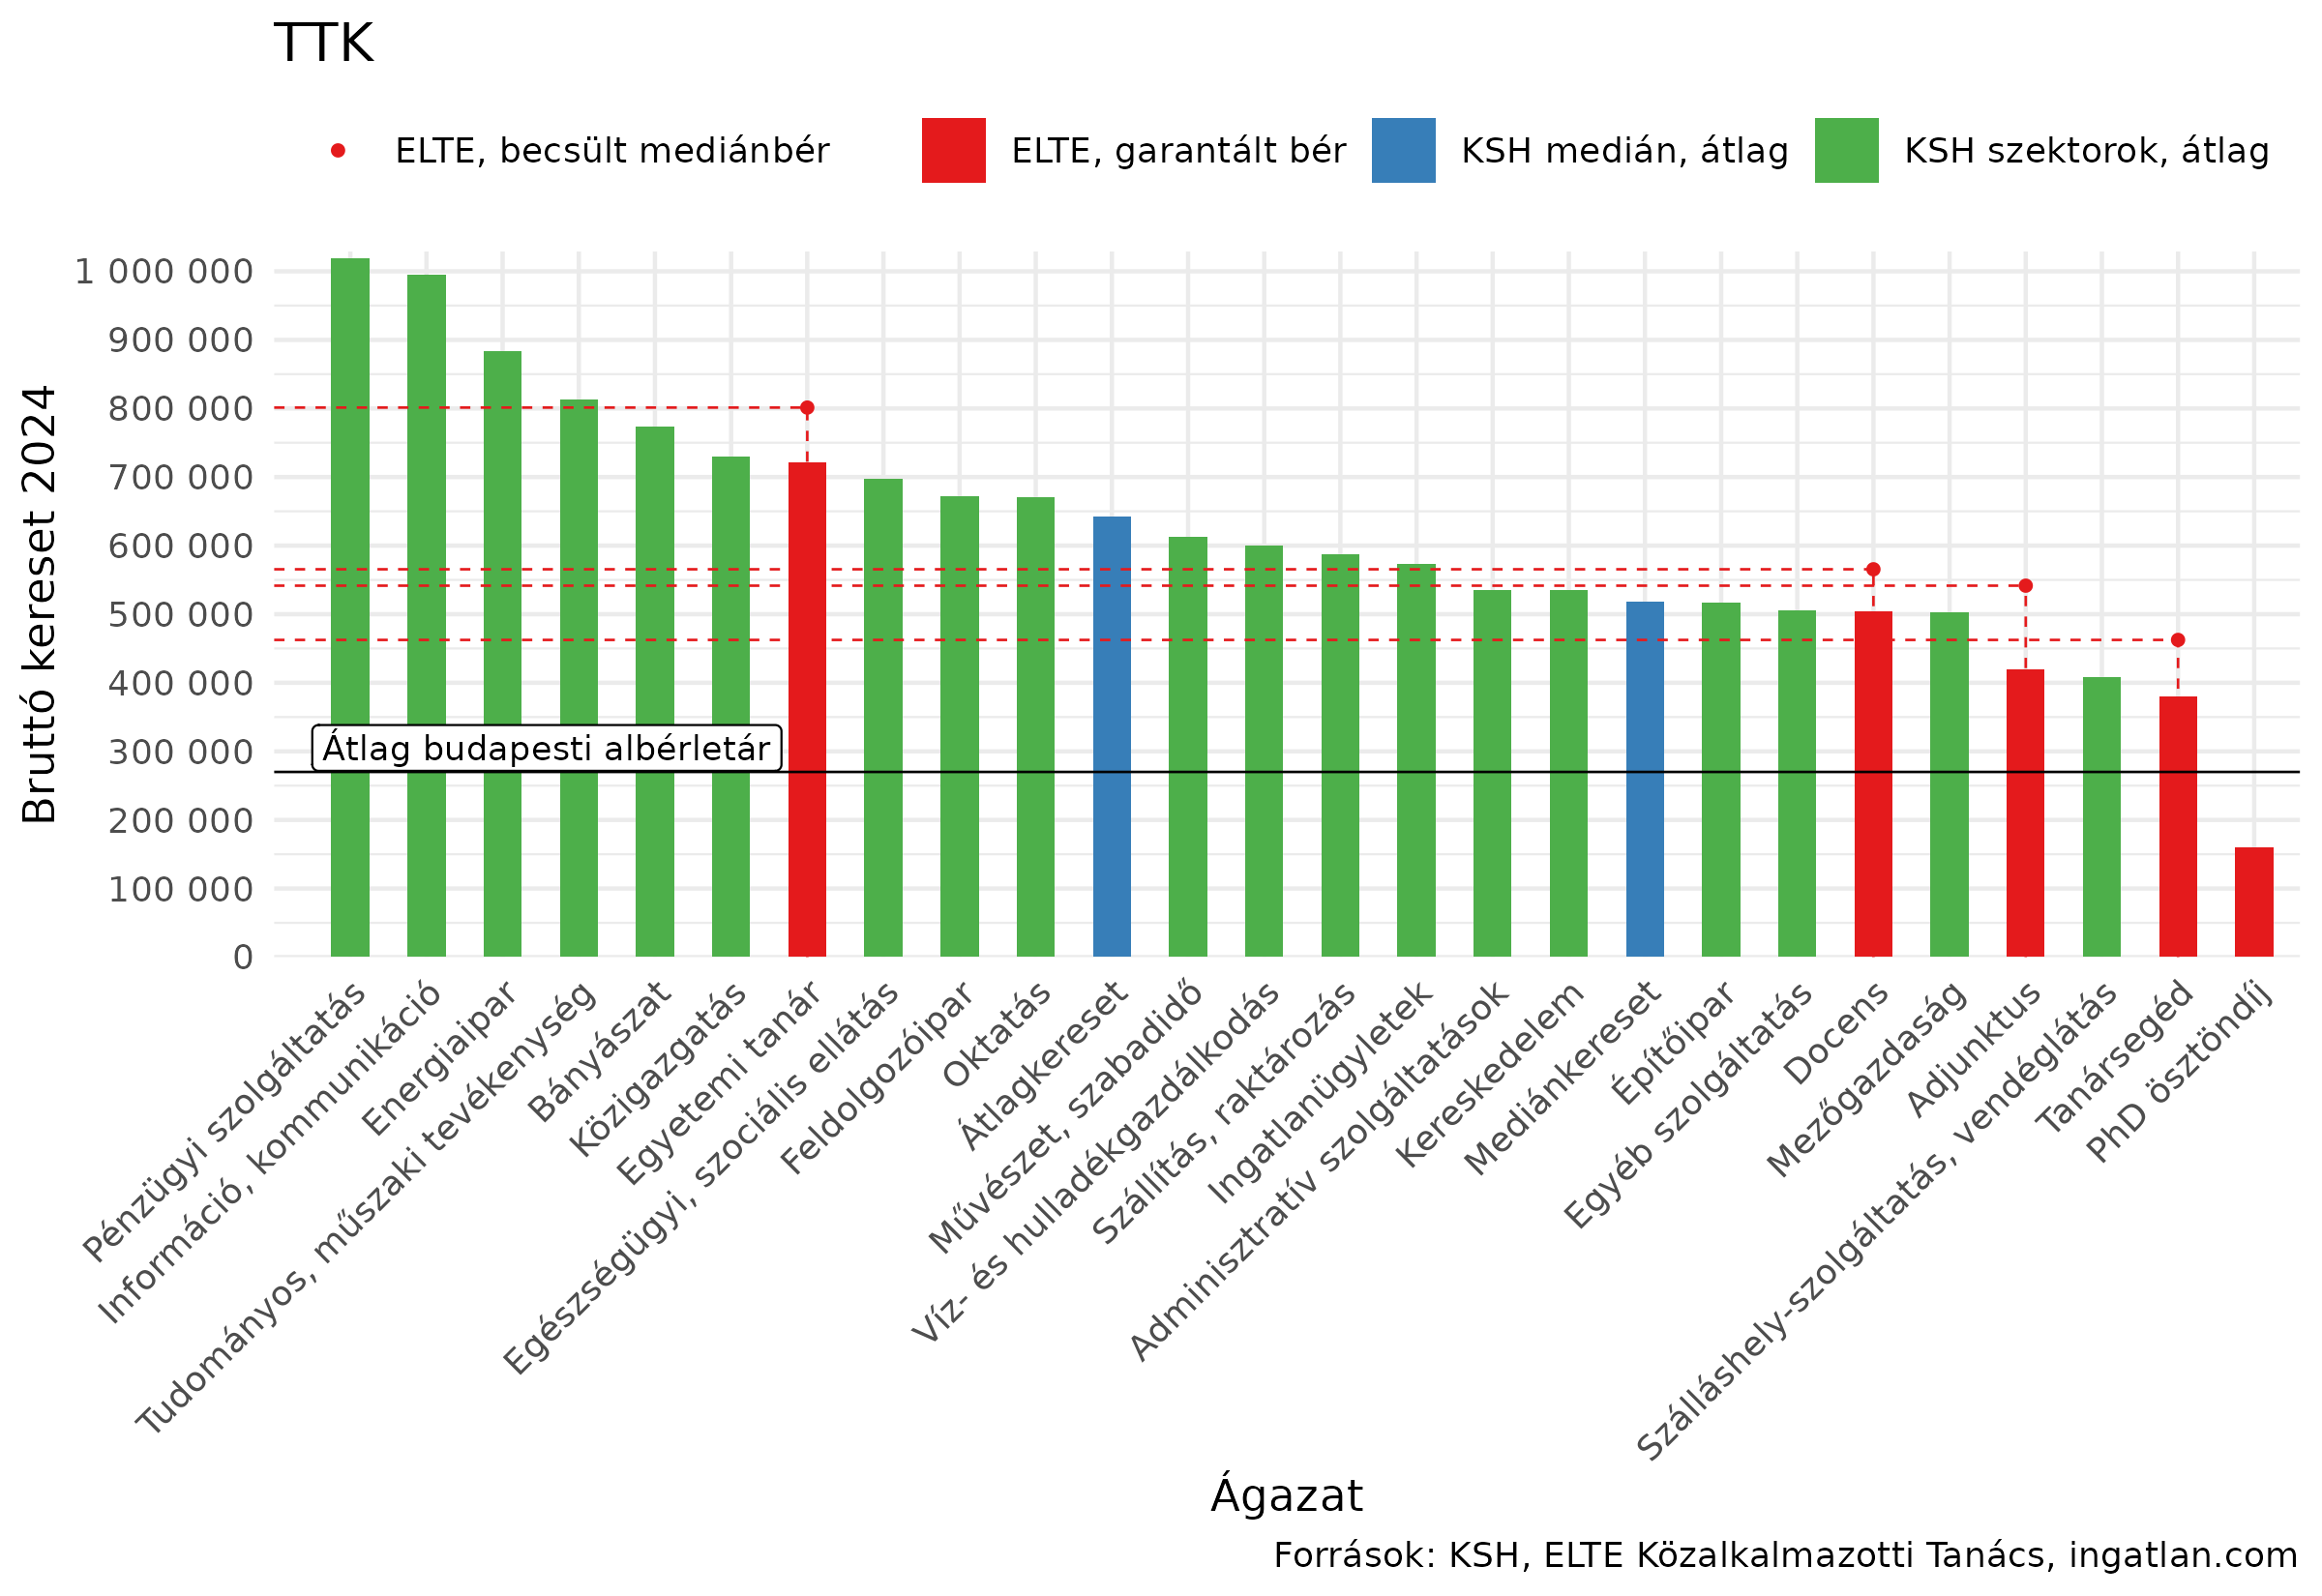 TTK
ELTE, becsült mediánbér
ELTE, garantált bér
KSH medián, átlag
KSH szektorok, átlag
Bruttó kereset 2024
1 000 000
900 000
800 000
700 000
600 000
500 000
400 000
300 000
200 000
100 000
0
Átlag budapesti albérletár
Pénzügyi szolgáltatás
Információ, kommunikáció
Energiaipar
Tudományos, műszaki tevékenység
Bányászat
Közigazgatás
Egyetemi tanár
Egészségügyi, szociális ellátás
Feldolgozóipar
Oktatás
Átlagkereset
Művészet, szabadidő
Víz- és hulladékgazdálkodás
Szállítás, raktározás
Ingatlanügyletek
Adminisztratív szolgáltatások
Kereskedelem
Mediánkereset
Építőipar
Egyéb szolgáltatás
Docens
Mezőgazdaság
Adjunktus
Szálláshely-szolgáltatás, vendéglátás
Tanársegéd
PhD ösztöndíj
Ágazat
Források: KSH, ELTE Közalkalmazotti Tanács, ingatlan.com